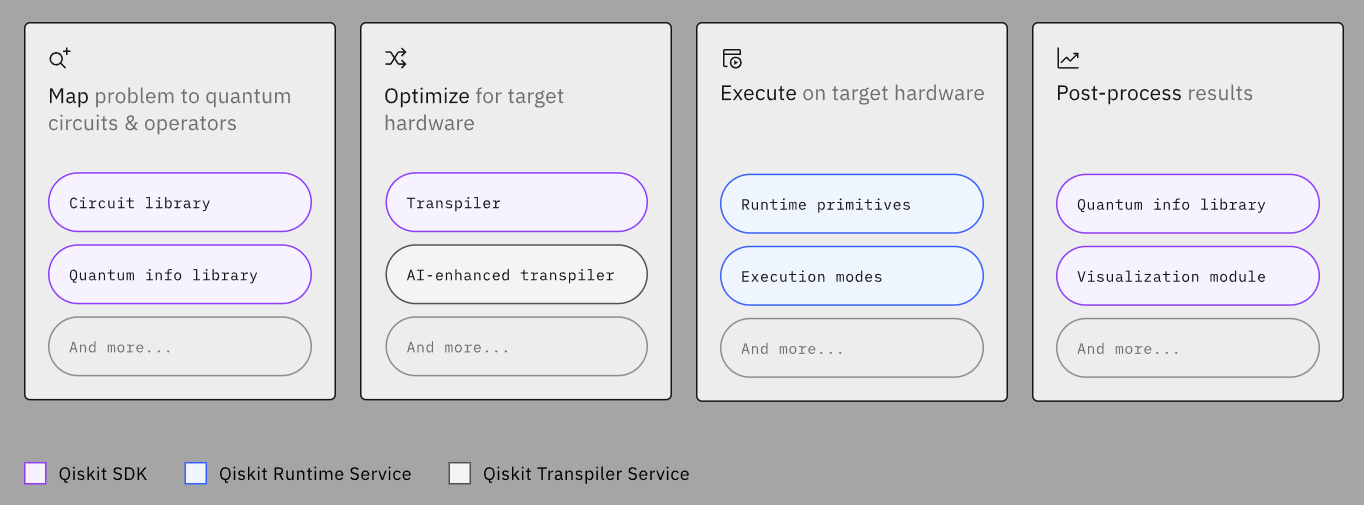 Map problem to quantum
circuits & operators
Circuit library
Quantum info library
And more...
Optimize for target
hardware
Transpiler
AI-enhanced transpiler
And more...
Execute on target hardware
Runtime primitives
Execution modes
And more...
Post-process results
Quantum info library
Visualization module
And more...
Qiskit SDK
Qiskit Runtime Service
Qiskit Transpiler Service